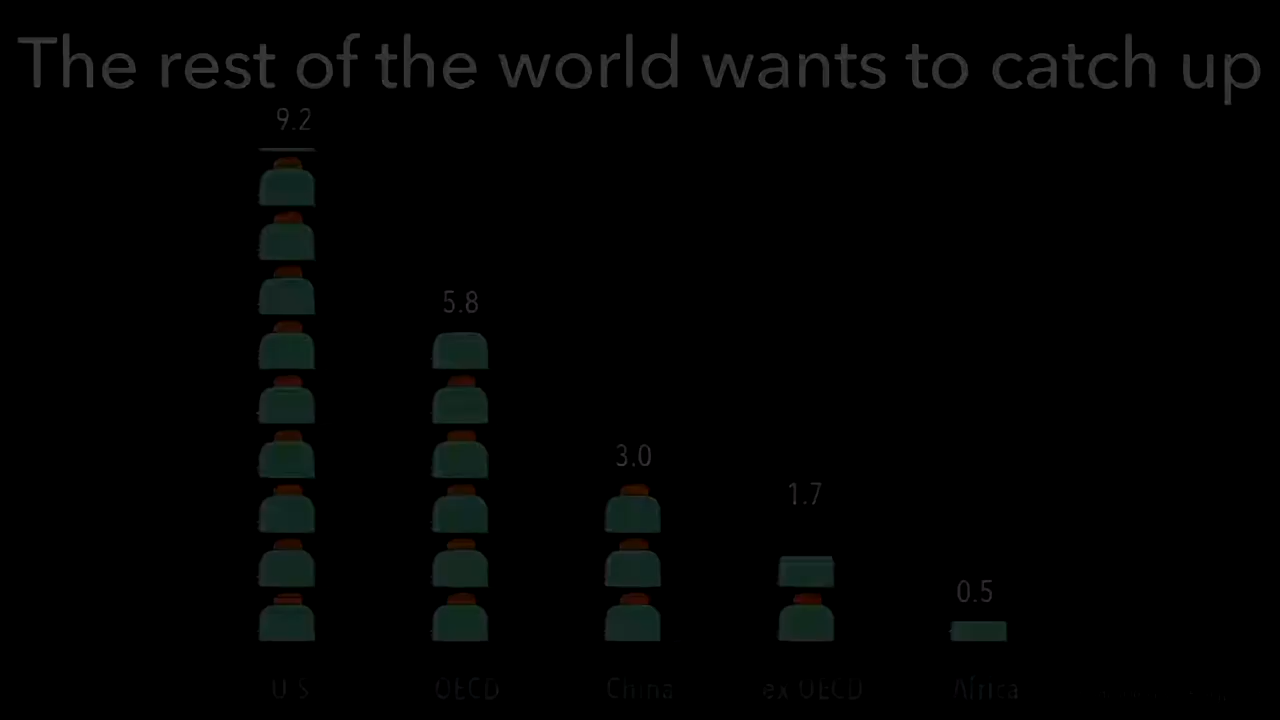 The rest of the world wants to catch up
9.2
5.8
3.0
1.7
0.5
U S
OECD
China
ex OECD
Africa